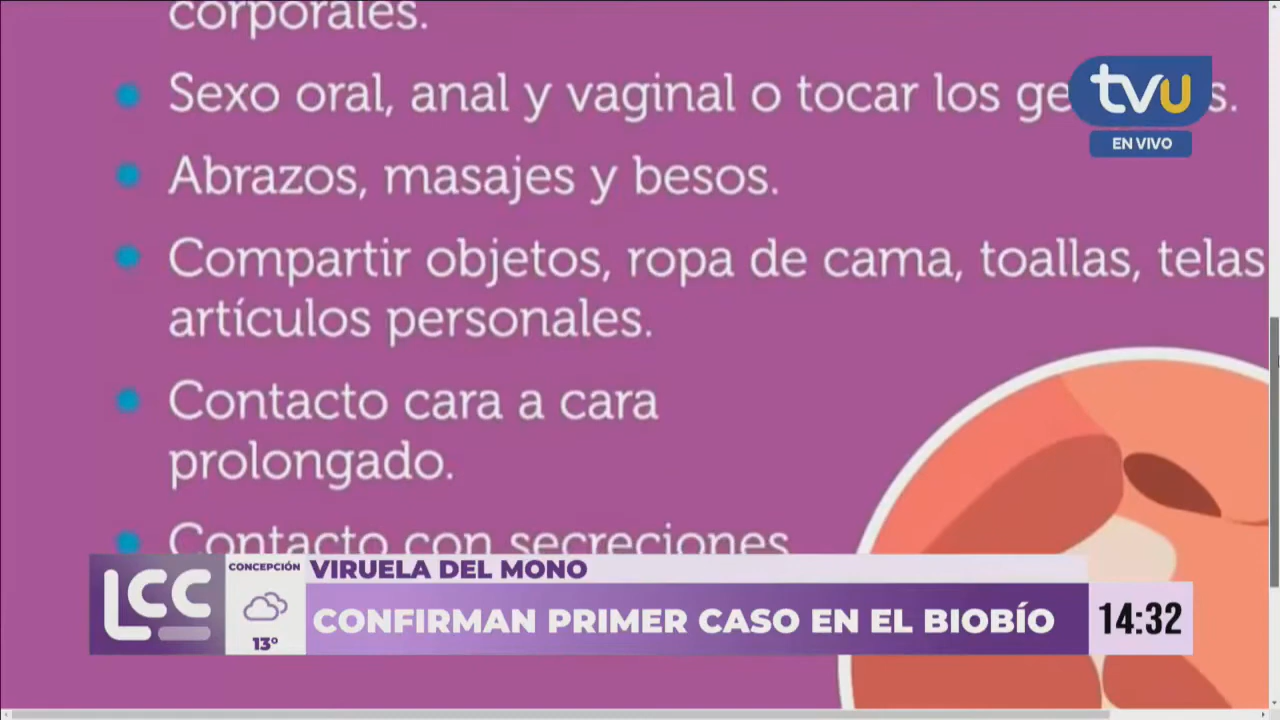 corporales.
Sexo oral, anal y vaginal o tocar los ge s.
tvu
EN VIVO
Abrazos, masajes y besos.
Compartir objetos, ropa de cama, toallas, telas
artículos personales.
Contacto cara a cara
prolongado.
Contacto con secreciones
LCC
CONCEPCIÓN
13°
VIRUELA DEL MONO
CONFIRMAN PRIMER CASO EN EL BIOBÍO
14:32